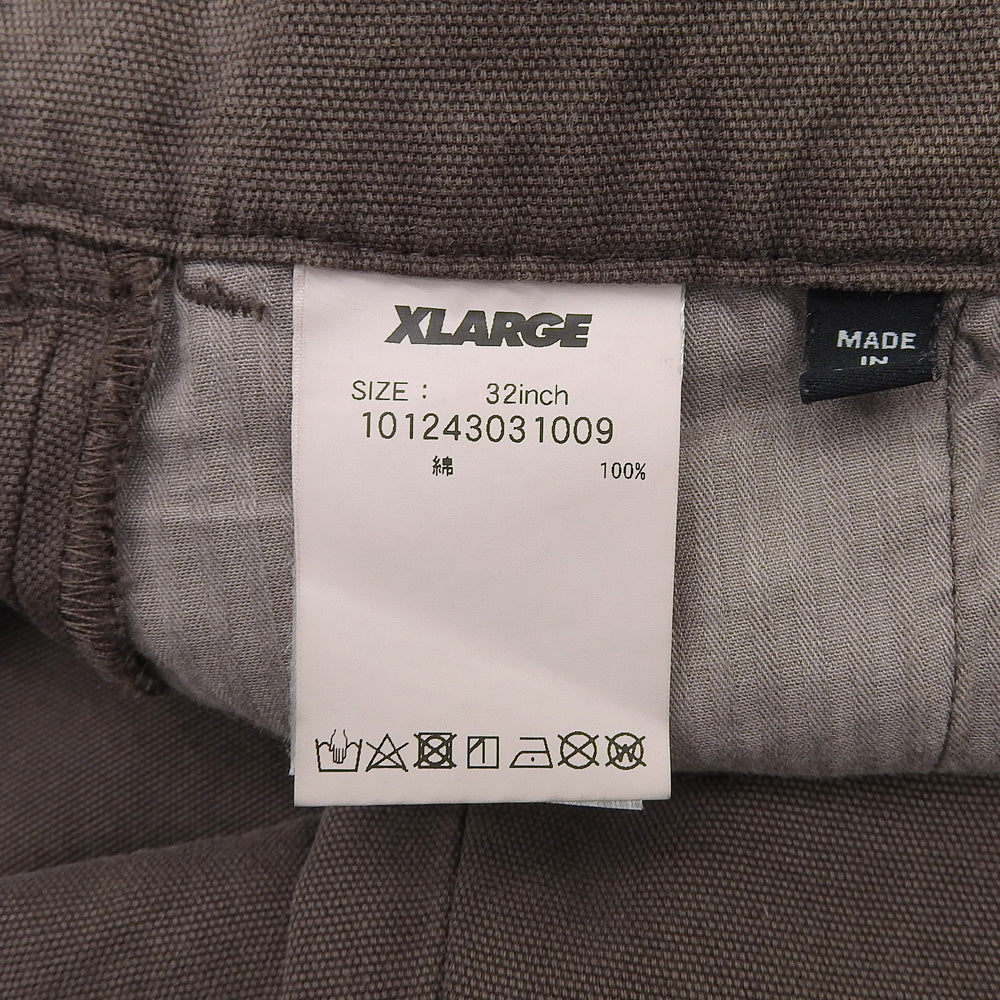 XLARGE
SIZE : 32inch
101243031009
綿 100%
MADE
IN